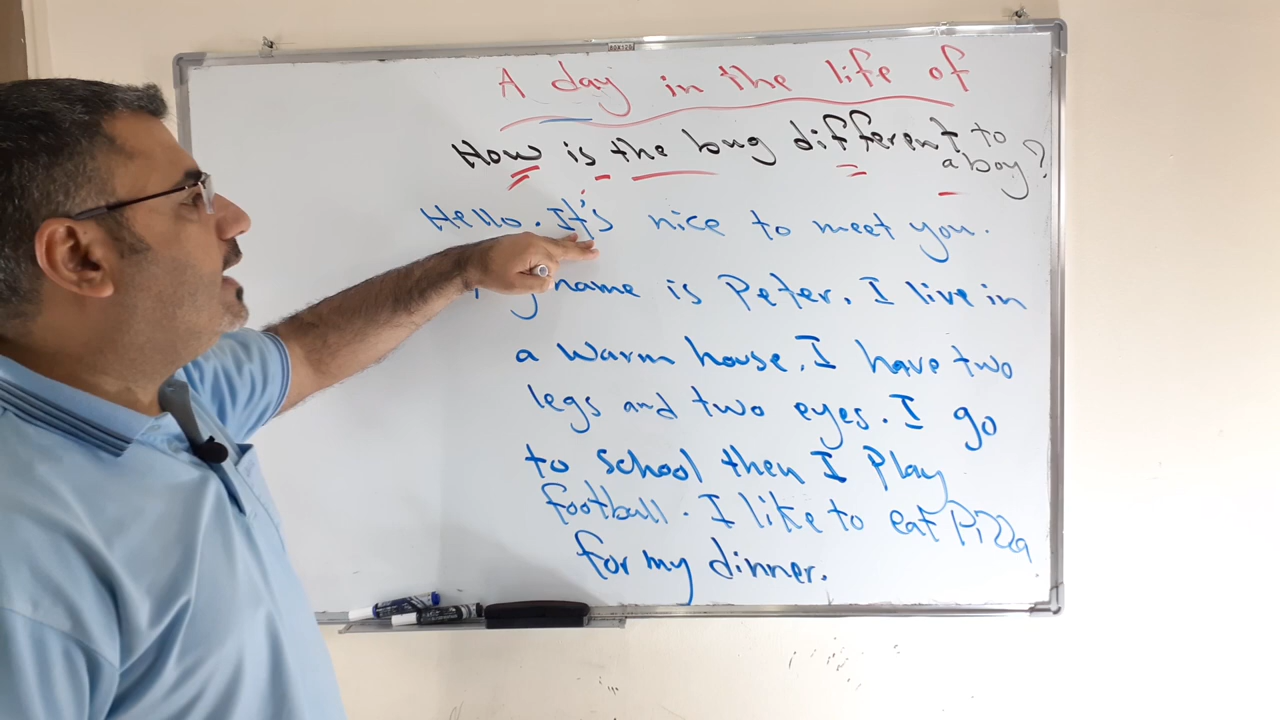 A day in the life of
How is the bug different to
a boy?
Hello. It's nice to meet you.
name is Peter. I live in
a warm house. I have two
legs and two eyes. I go
to school then I play
football. I like to eat Pizza
for my dinner.